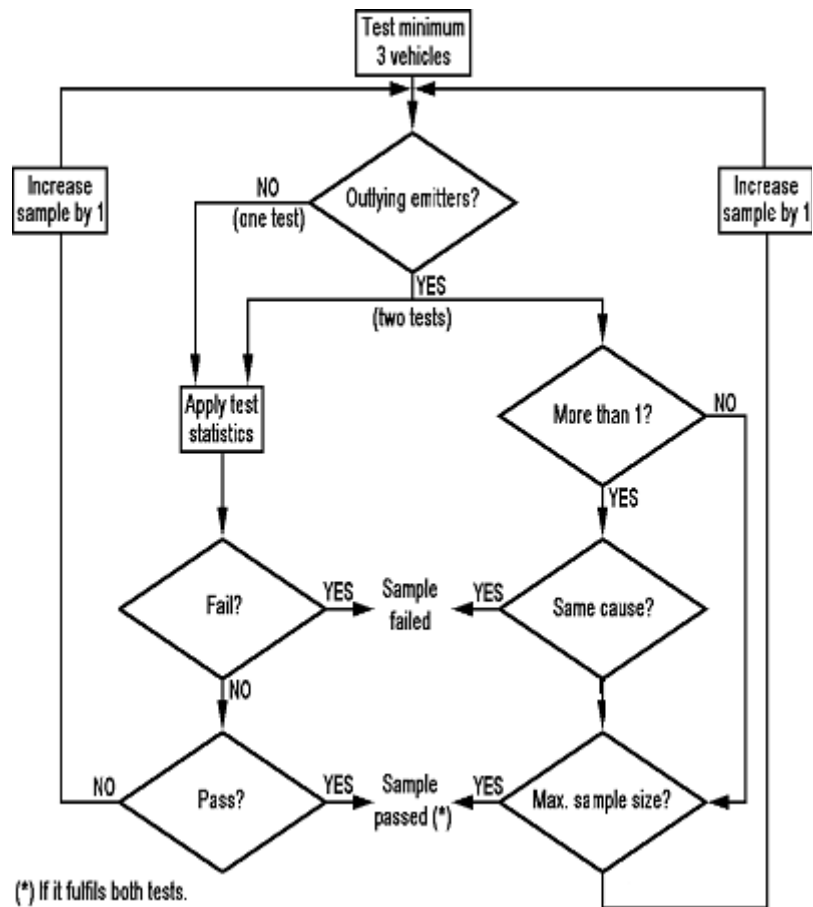 Test minimum
3 vehicles
Increase
sample by 1
NO
(one test)
Outlying emitters?
Increase
sample by 1
YES
(two tests)
Apply test
statistics
More than 1?
NO
YES
Fail?
YES
Sample
failed
YES
Same cause?
NO
NO
Pass?
YES
Sample
passed (*)
YES
Max. sample size?
(*) If it fulfils both tests.